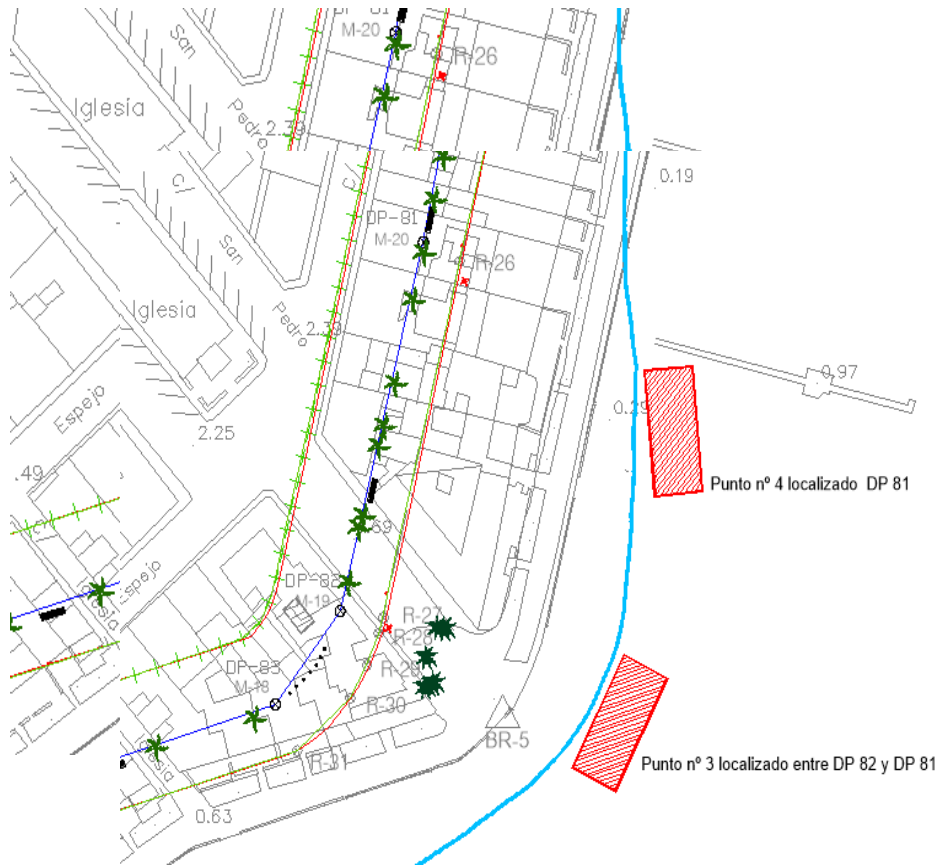 DP-81
M-20
R-26
San
Pedro
Iglesia
2.39
C/
San
Pedro
Iglesia
2.39
C/
DP-81
M-20
R-26
0.19
0.97
0.29
Espejo
2.25
.49
Punto nº 4 localizado DP 81
.69
Espejo
DP-82
M-19
R-27
R-28
R-28
DP-83
M-18
R-30
BR-5
R-31
Punto nº 3 localizado entre DP 82 y DP 81
0.63